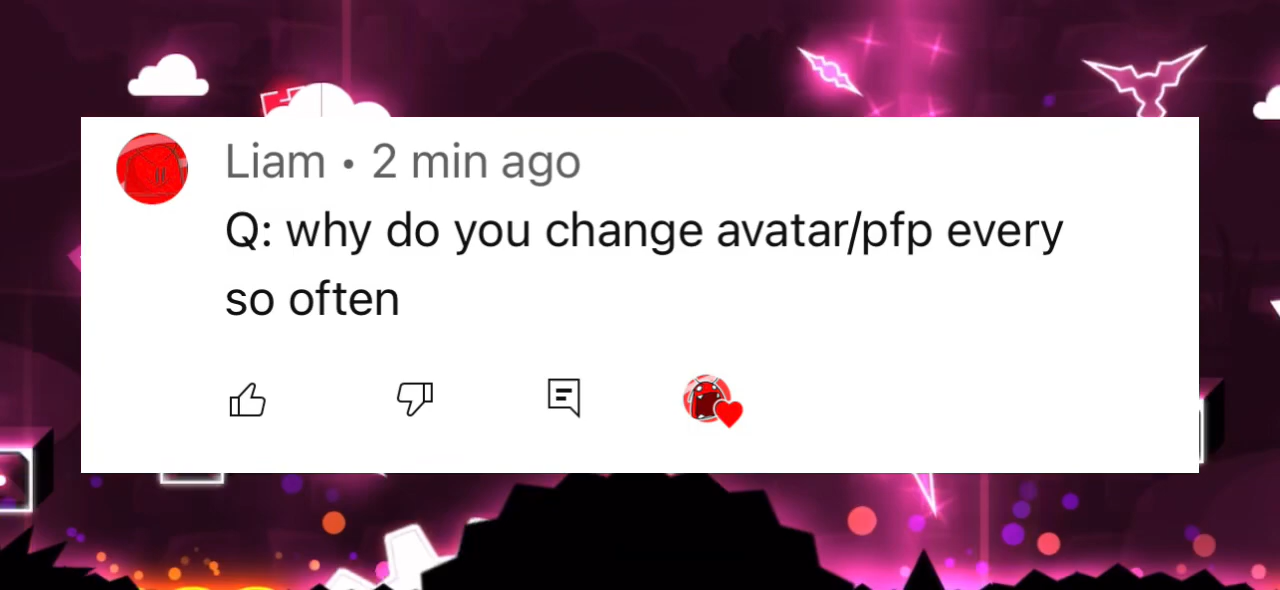 Liam • 2 min ago
Q: why do you change avatar/pfp every
so often